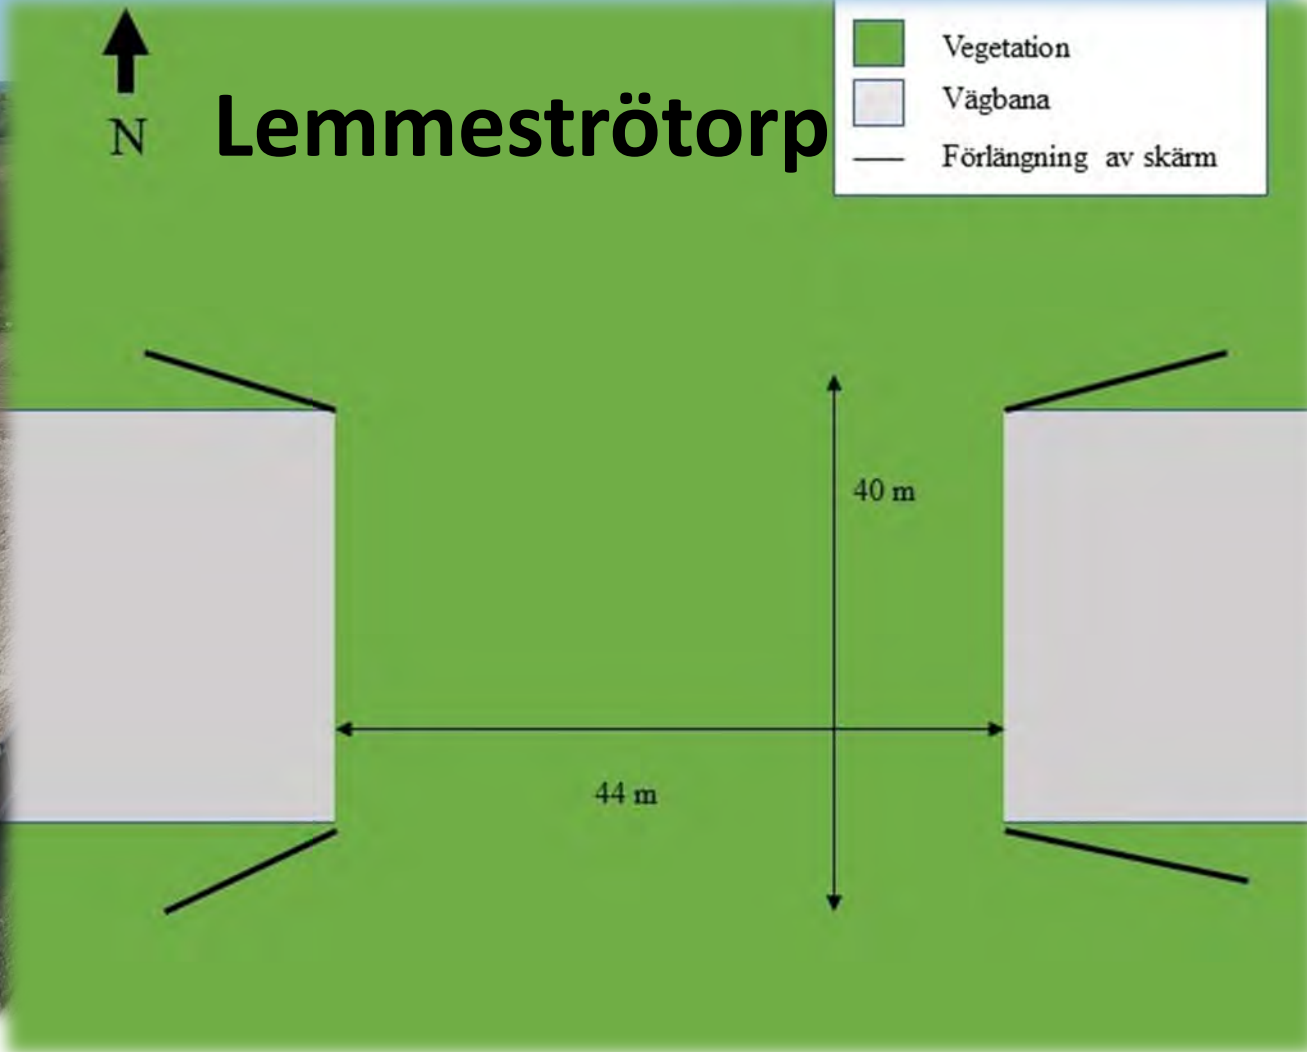 N
Lemmeströtorp
Vegetation
Vägbana
Förlängning av skärm
40 m
44 m